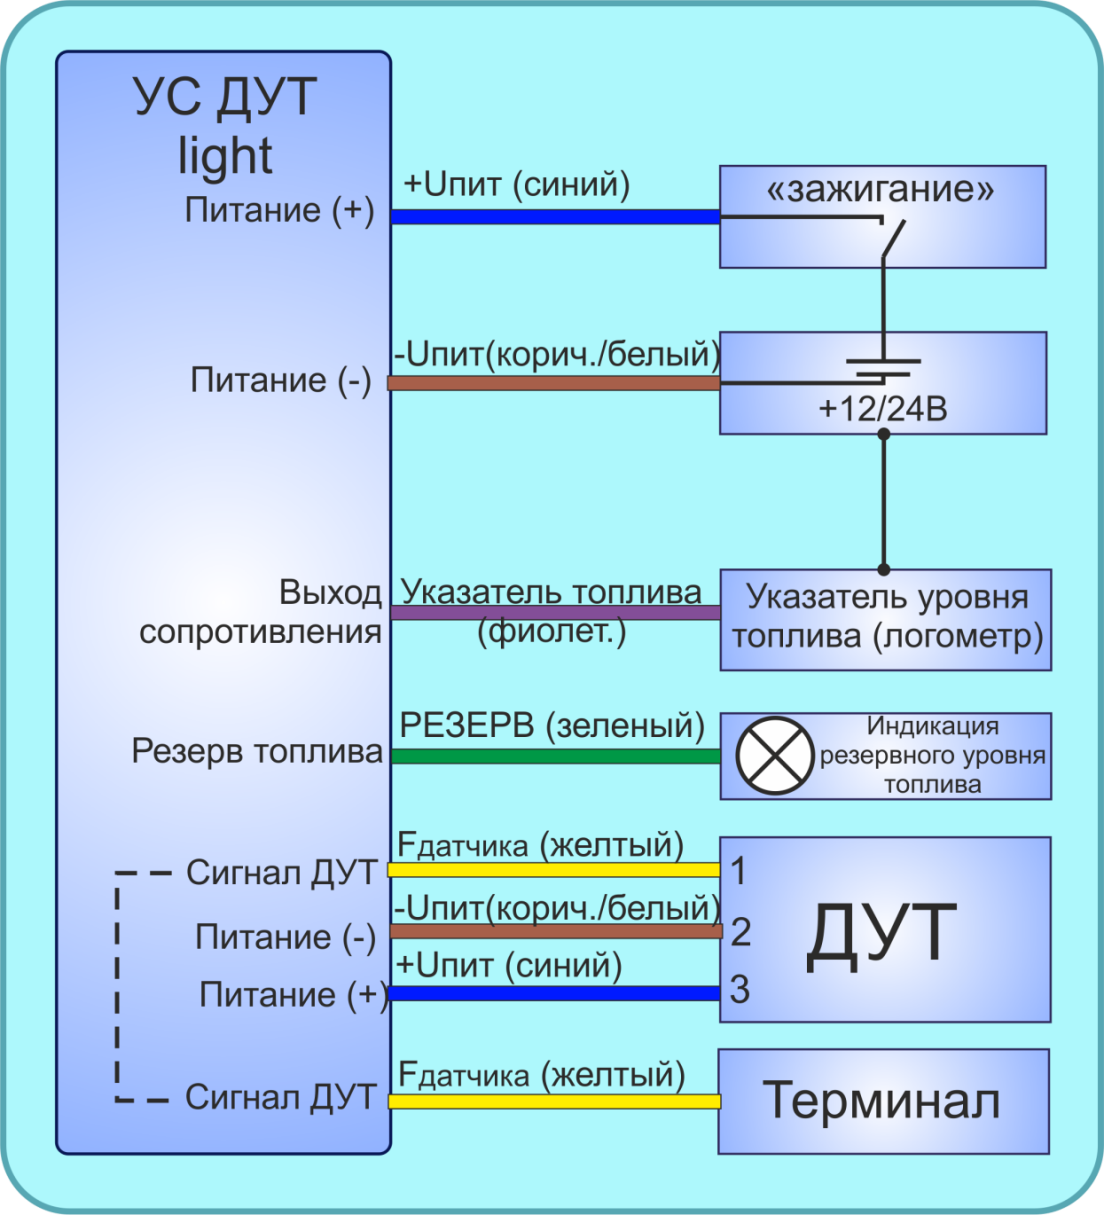 УС ДУТ
light
Питание (+)
+Uпит (синий)
«зажигание»
Питание (-)
-Uпит(корич./белый)
+12/24В
Выход
сопротивления
Указатель топлива
(фиолет.)
Указатель уровня
топлива (логометр)
Резерв топлива
РЕЗЕРВ (зеленый)
Индикация
резервного уровня
топлива
Сигнал ДУТ
Fдатчика (желтый)
1
Питание (-)
-Uпит(корич./белый)
2
Питание (+)
+Uпит (синий)
3
ДУТ
Сигнал ДУТ
Fдатчика (желтый)
Терминал